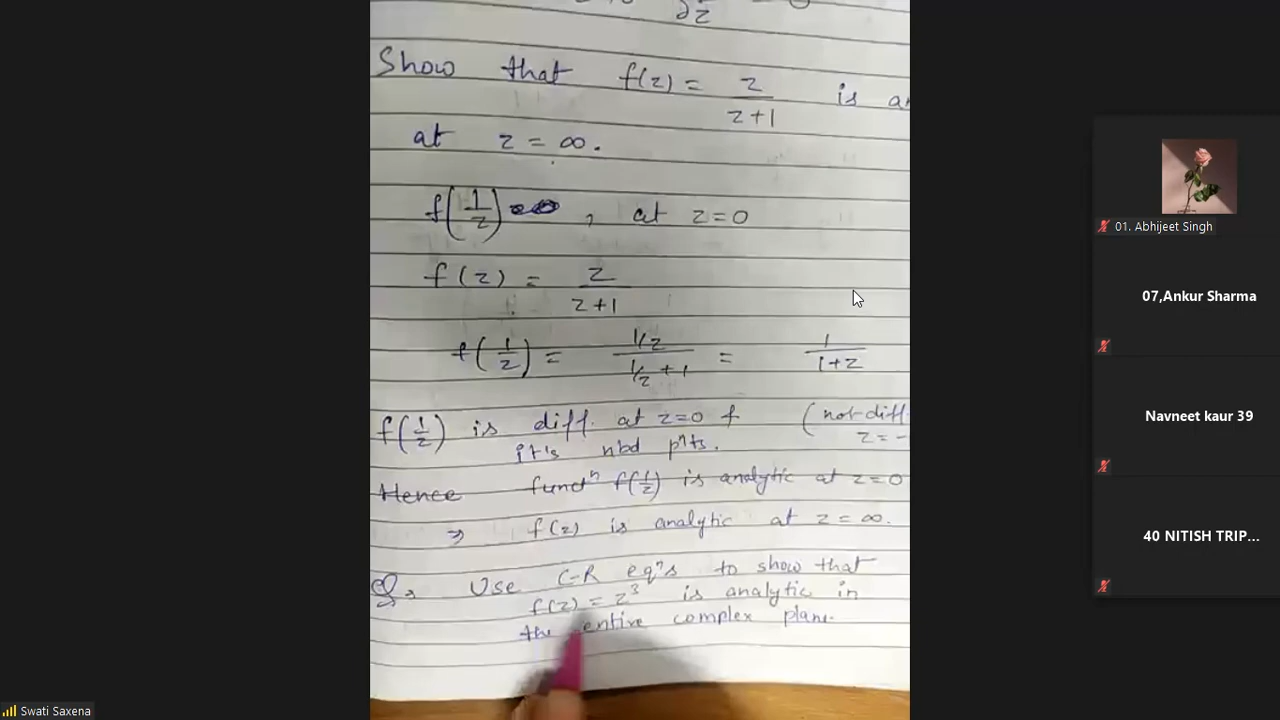 ∂z̄
Show that f(z) = z/(z+1) is
at z = ∞.
f(1/z) , at z=0
f(z) = z/(z+1)
f(1/z) = (1/z)/(1/z + 1) = 1/(1+z)
f(1/z) is diff. at z=0 & (not diff
it's nbd pnts. z = -
Hence functn f(1/z) is analytic at z=0
⇒ f(z) is analytic at z = ∞.
Q. Use C-R eqns to show that
f(z) = z³ is analytic in
the entire complex plane.
01. Abhijeet Singh
07,Ankur Sharma
Navneet kaur 39
40 NITISH TRIP...
Swati Saxena